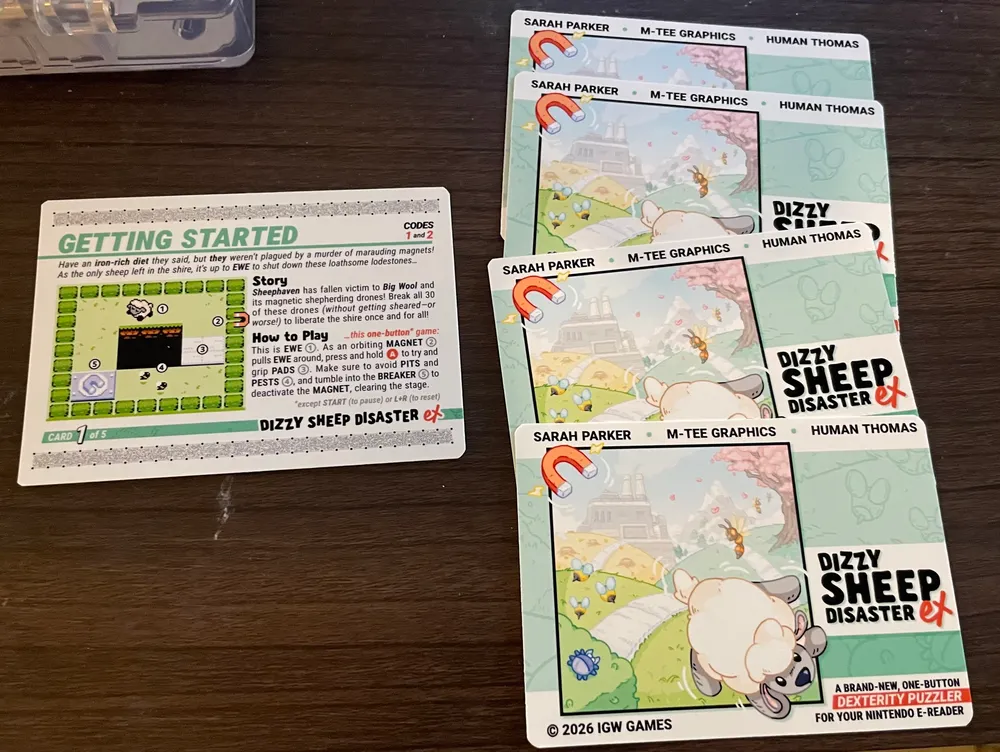 GETTING STARTED
CODES
1 and 2
Have an iron-rich diet they said, but they weren't plagued by a murder of marauding magnets!
As the only sheep left in the shire, it's up to EWE to shut down these loathsome lodestones...
Story
Sheephaven has fallen victim to Big Wool and
its magnetic shepherding drones! Break all 30
of these drones (without getting sheared—or
worse!) to liberate the shire once and for all!
How to Play ...this one-button* game:
This is EWE ①. As an orbiting MAGNET ②
pulls EWE around, press and hold A to try and
grip PADS ③. Make sure to avoid PITS and
PESTS ④, and tumble into the BREAKER ⑤ to
deactivate the MAGNET, clearing the stage.
*except START (to pause) or L+R (to reset)
①
②
③
④
⑤
CARD 1 of 5
DIZZY SHEEP DISASTER ex
SARAH PARKER • M-TEE GRAPHICS • HUMAN THOMAS
SARAH PARKER • M-TEE GRAPHICS • HUMAN THOMAS
DIZZY
SHEEP
SARAH PARKER • M-TEE GRAPHICS • HUMAN THOMAS
DIZZY
SHEEP
DISASTER ex
SARAH PARKER • M-TEE GRAPHICS • HUMAN THOMAS
DIZZY
SHEEP
DISASTER ex
A BRAND-NEW, ONE-BUTTON
DEXTERITY PUZZLER
FOR YOUR NINTENDO E-READER
© 2026 IGW GAMES